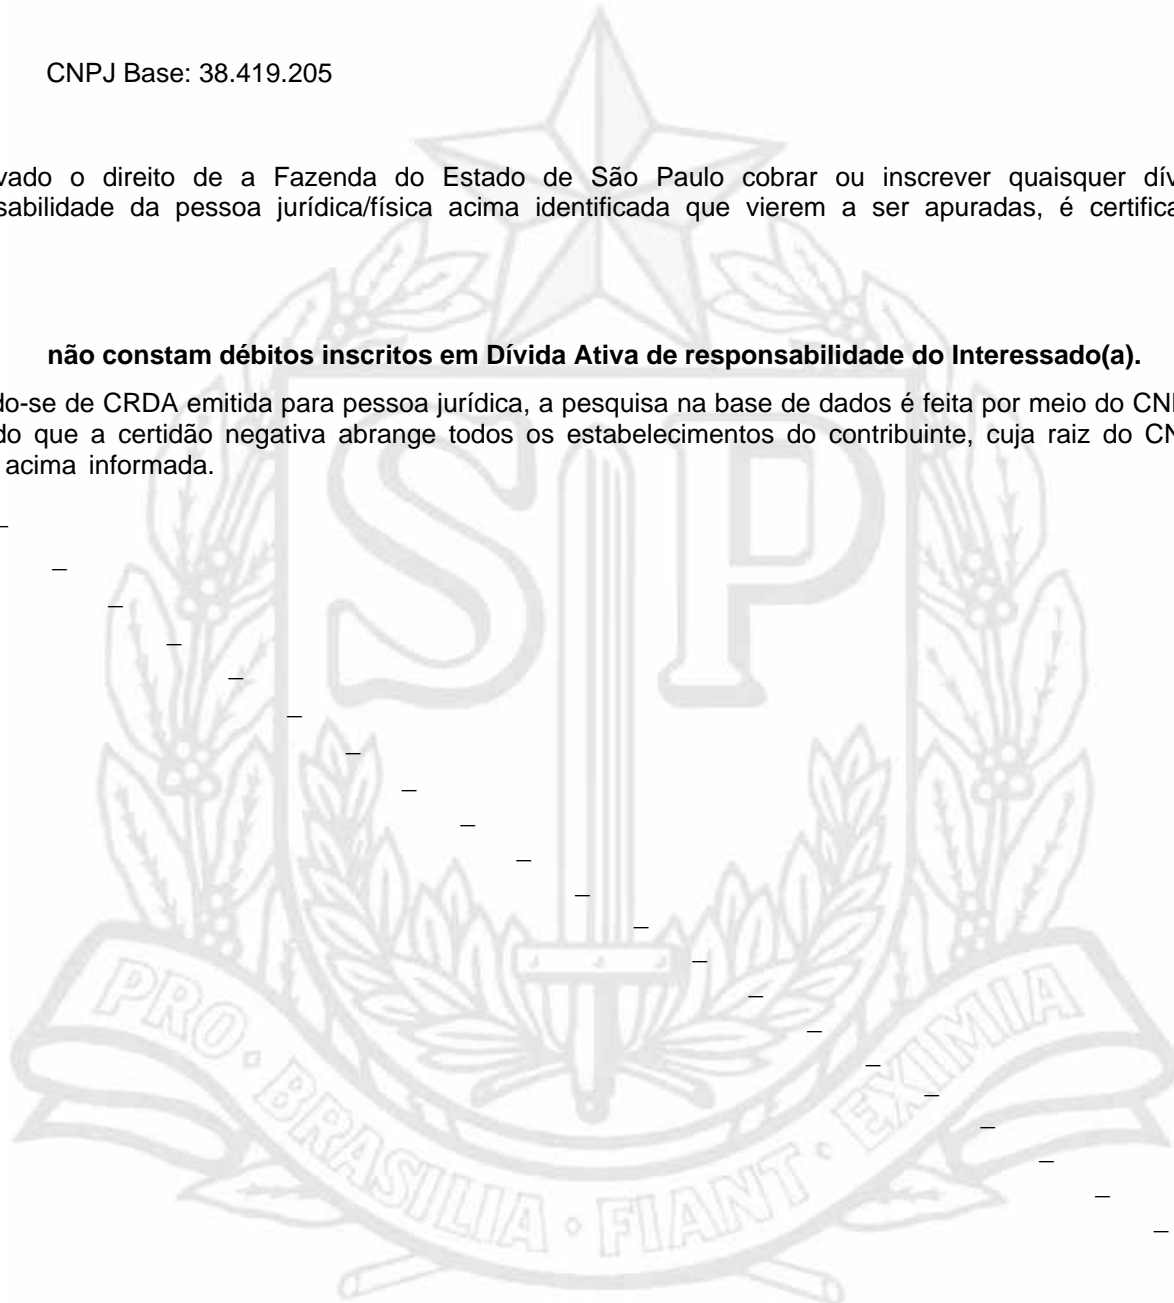 CNPJ Base: 38.419.205
vado o direito de a Fazenda do Estado de São Paulo cobrar ou inscrever quaisquer dív
sabilidade da pessoa jurídica/física acima identificada que vierem a ser apuradas, é certifica
não constam débitos inscritos em Dívida Ativa de responsabilidade do Interessado(a).
do-se de CRDA emitida para pessoa jurídica, a pesquisa na base de dados é feita por meio do CN
do que a certidão negativa abrange todos os estabelecimentos do contribuinte, cuja raiz do CN
acima informada.
SP
PRO • BRASILIA • FIANT • EXIMIA